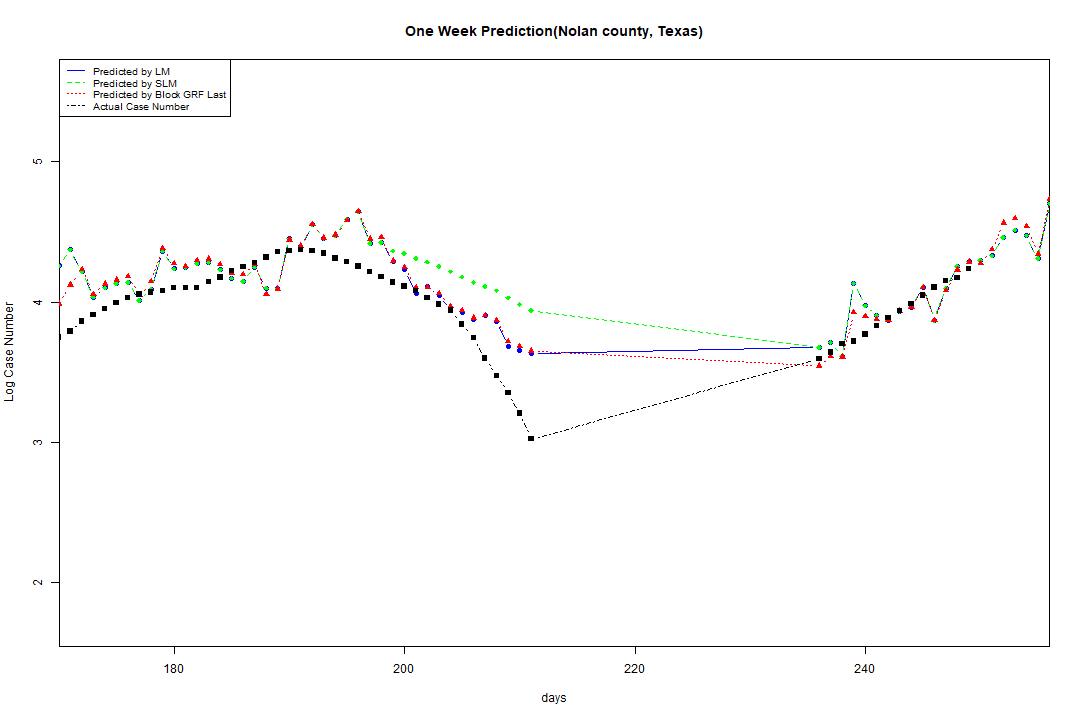 One Week Prediction(Nolan county, Texas)
Predicted by LM
Predicted by SLM
Predicted by Block GRF Last
Actual Case Number
5
4
3
2
Log Case Number
180
200
220
240
days